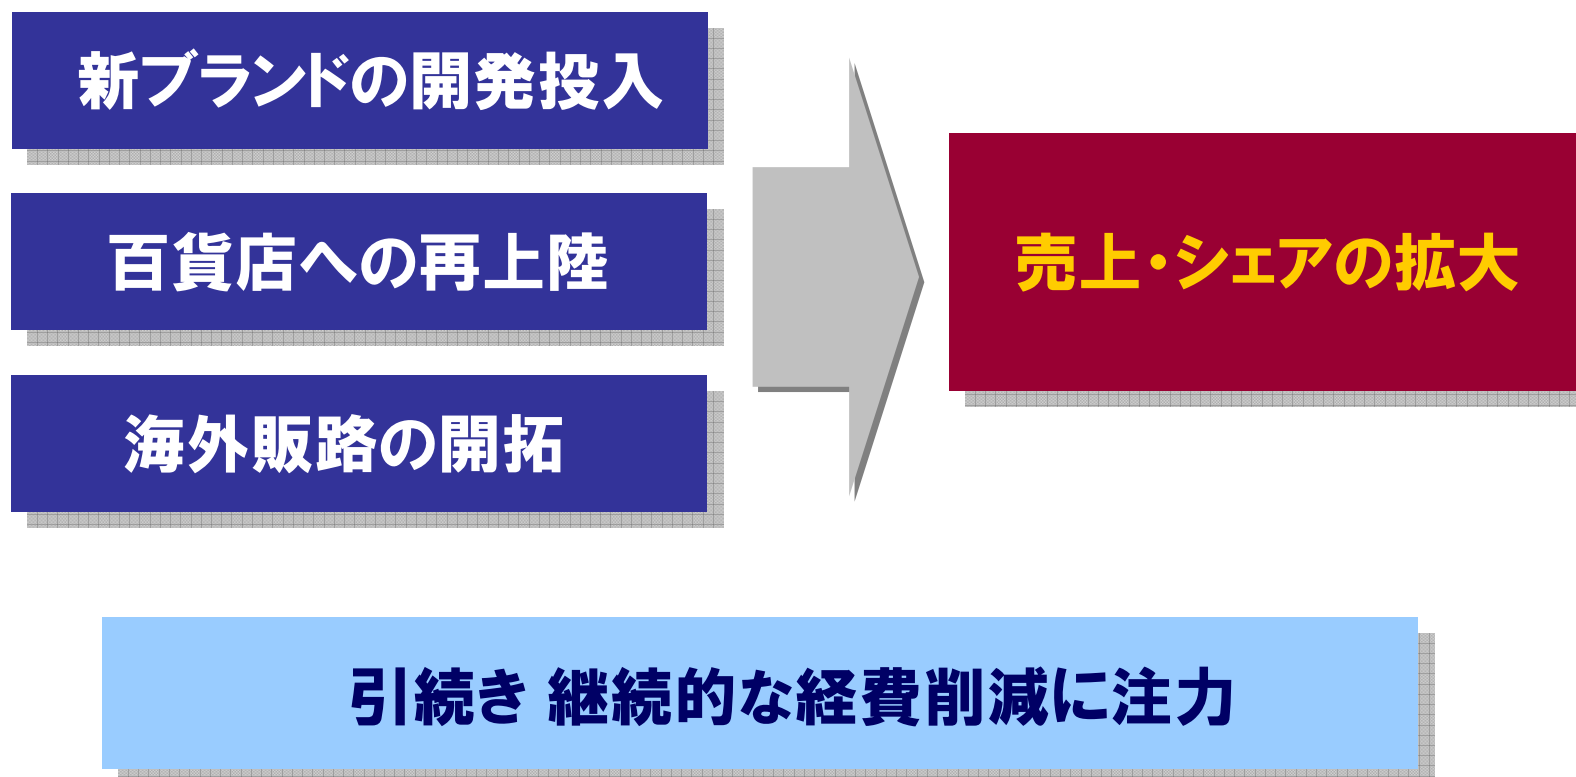 新ブランドの開発投入
百貨店への再上陸
海外販路の開拓
売上・シェアの拡大
引続き 継続的な経費削減に注力